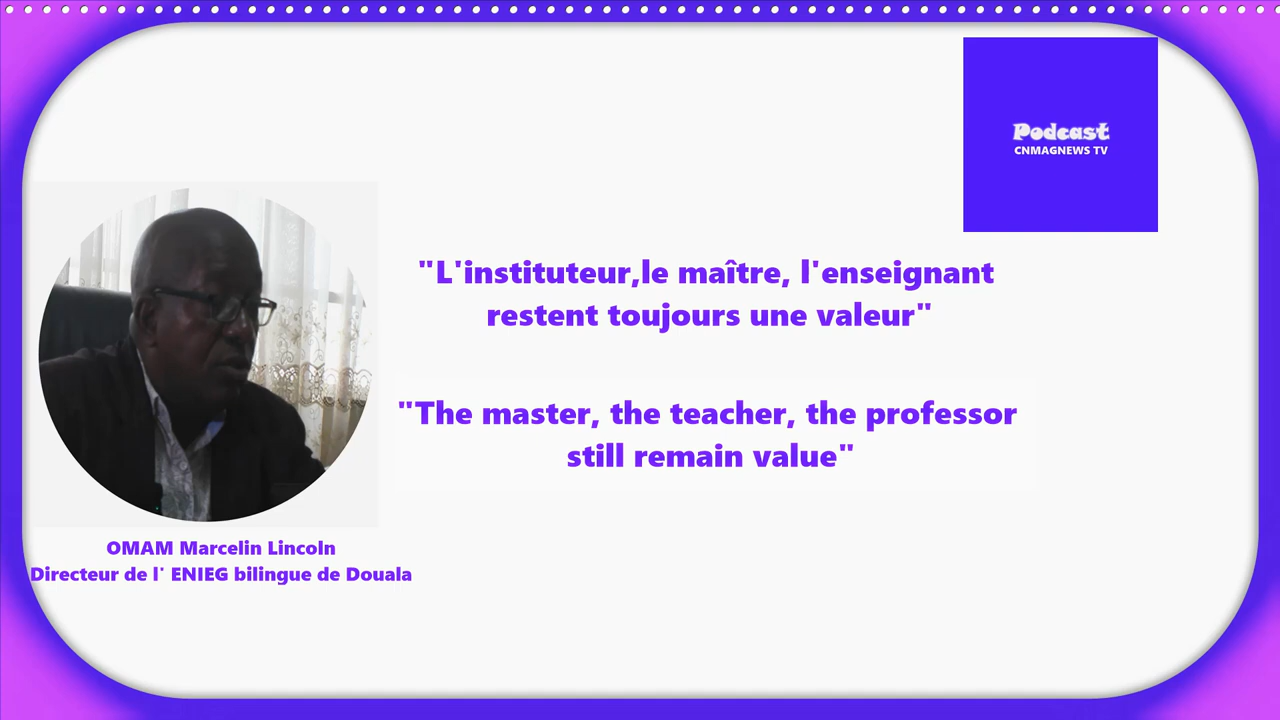 Podcast
CNMAGNEWS TV
"L'instituteur,le maître, l'enseignant
restent toujours une valeur"
"The master, the teacher, the professor
still remain value"
OMAM Marcelin Lincoln
Directeur de l' ENIEG bilingue de Douala